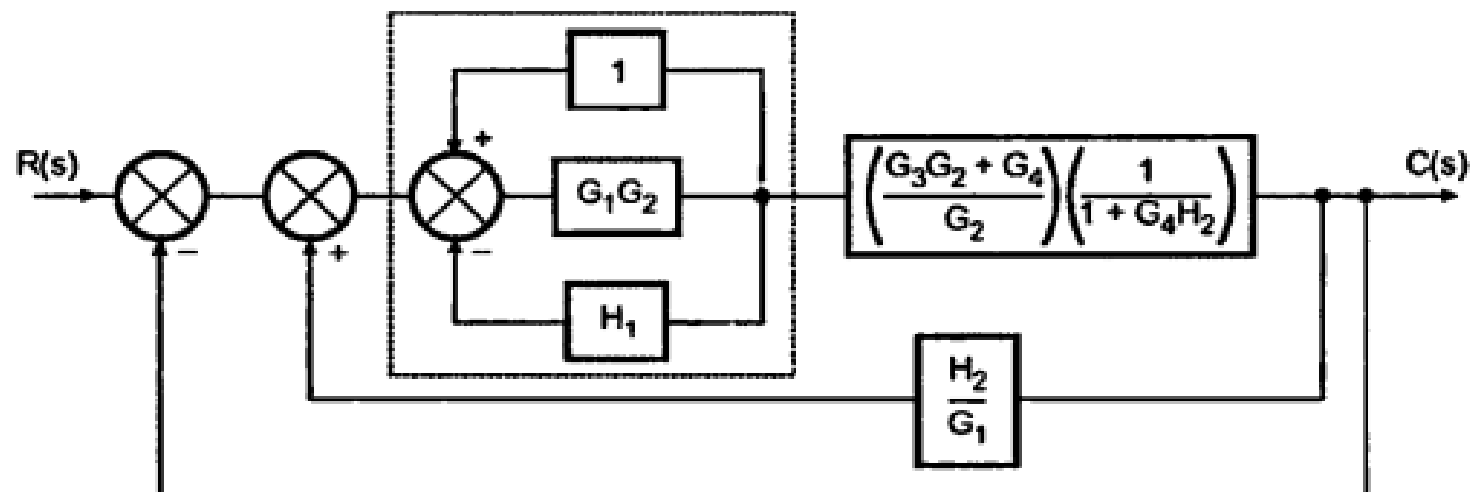 1
+
R(s)
G₁G₂
(G₃G₂ + G₄ / G₂)(1 / 1 + G₄H₂)
C(s)
−
+
−
H₁
H₂
G₁